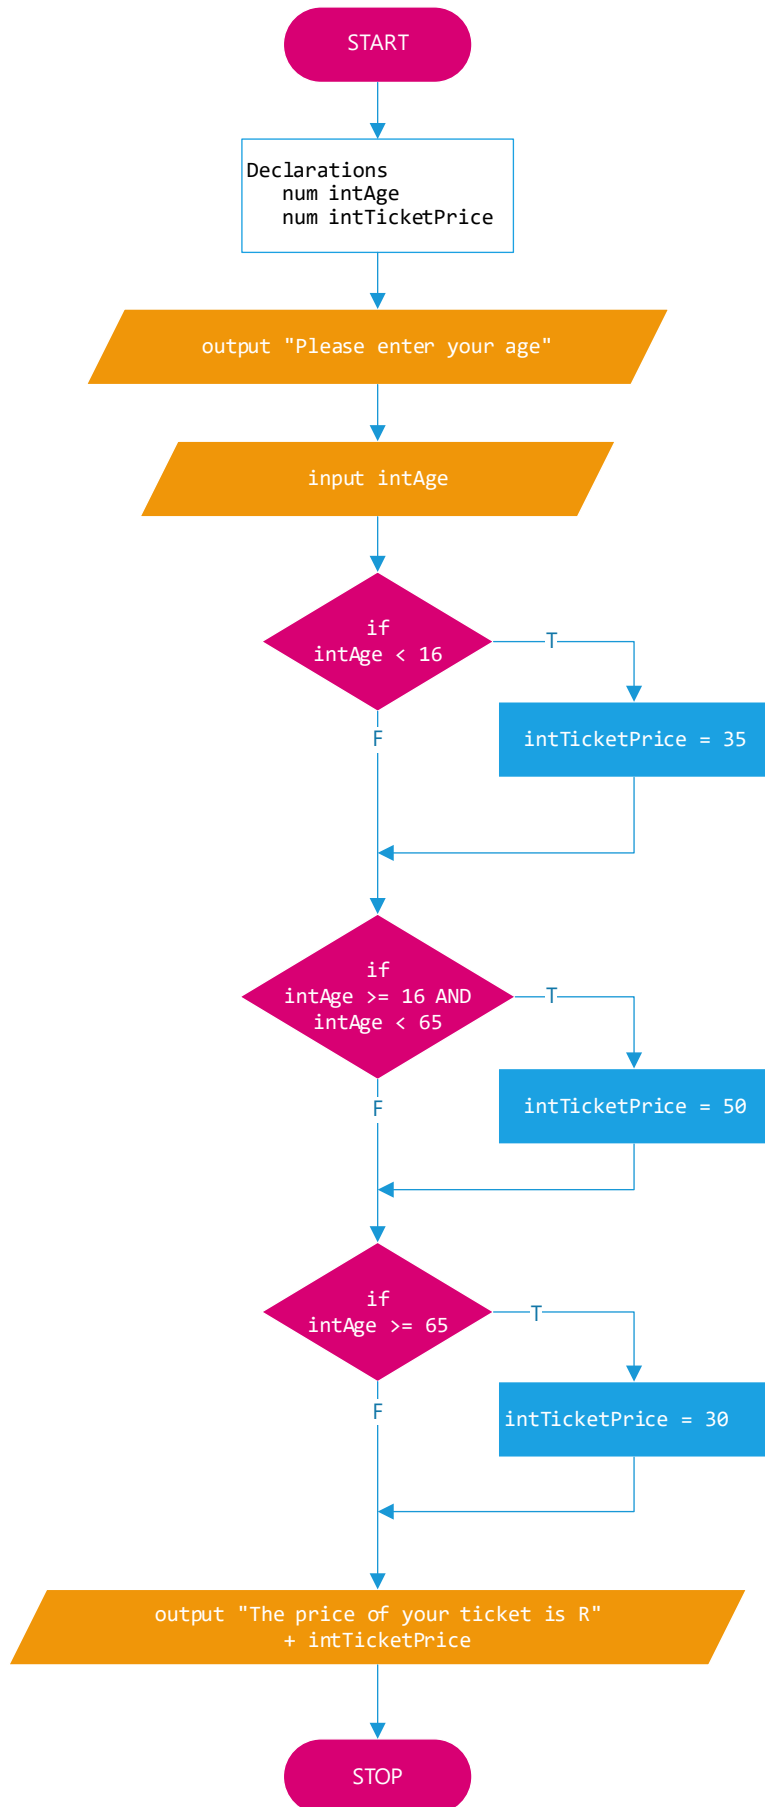 START
Declarations
num intAge
num intTicketPrice
output "Please enter your age"
input intAge
if
intAge < 16
T
F
intTicketPrice = 35
if
intAge >= 16 AND
intAge < 65
T
F
intTicketPrice = 50
if
intAge >= 65
T
F
intTicketPrice = 30
output "The price of your ticket is R"
+ intTicketPrice
STOP